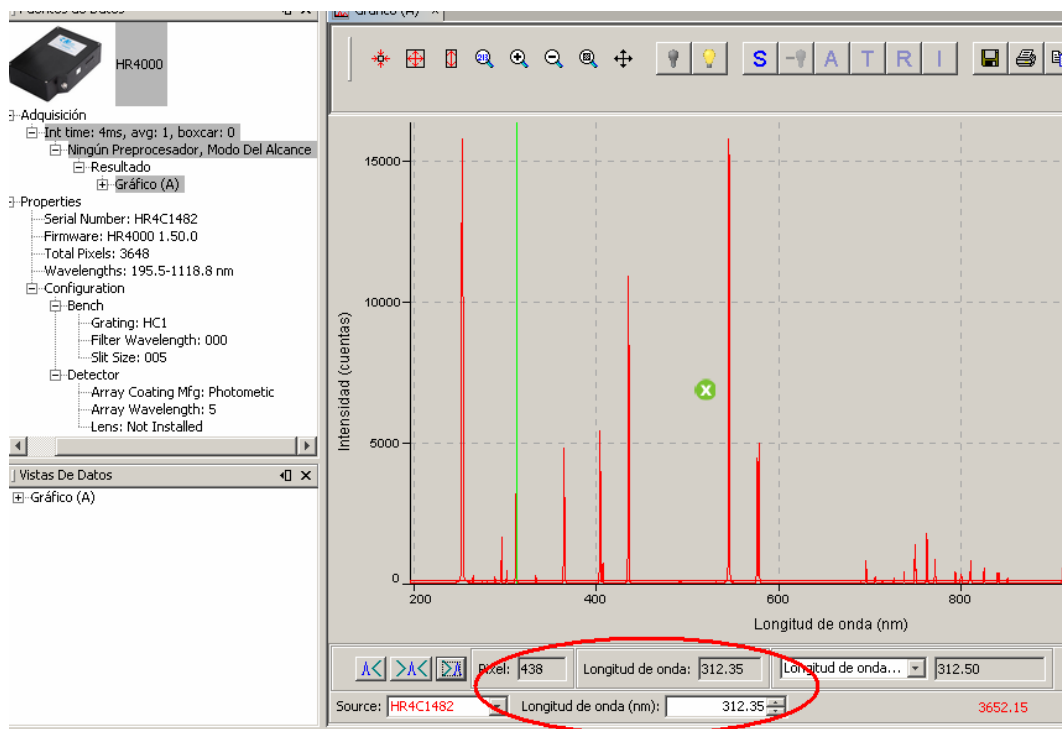 Gráfico (A)
HR4000
Adquisición
Int time: 4ms, avg: 1, boxcar: 0
Ningún Preprocesador, Modo Del Alcance
Resultado
Gráfico (A)
Properties
Serial Number: HR4C1482
Firmware: HR4000 1.50.0
Total Pixels: 3648
Wavelengths: 195.5-1118.8 nm
Configuration
Bench
Grating: HC1
Filter Wavelength: 000
Slit Size: 005
Detector
Array Coating Mfg: Photometic
Array Wavelength: 5
Lens: Not Installed
Vistas De Datos
Gráfico (A)
S A T R I
Intensidad (cuentas)
15000
10000
5000
0
200 400 600 800
Longitud de onda (nm)
Pixel: 438 Longitud de onda: 312.35 Longitud de onda... 312.50
Source: HR4C1482 Longitud de onda (nm): 312.35 3652.15